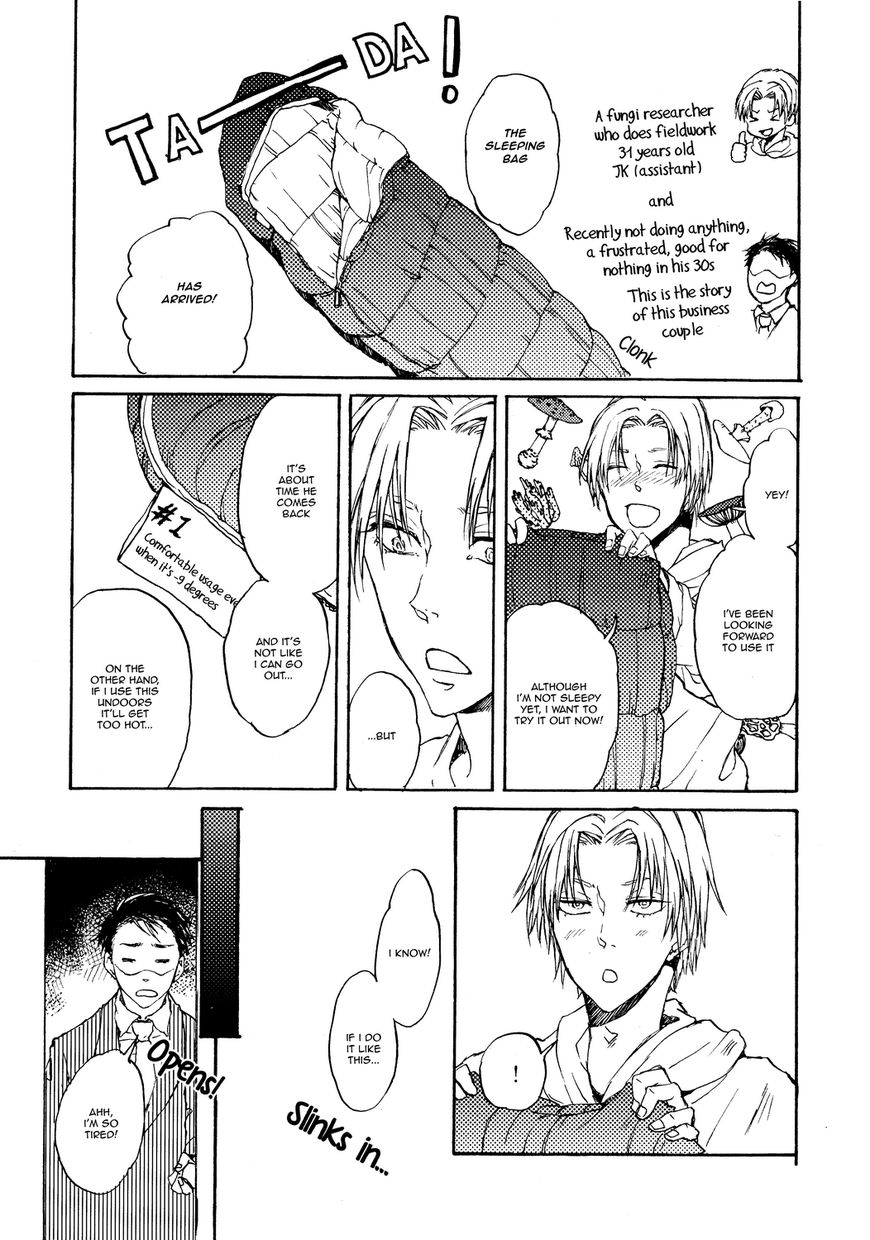 TA—DA!
A fungi researcher
who does fieldwork
31 years old
JK (assistant)
and
Recently not doing anything,
a frustrated, good for
nothing in his 30s
This is the story
of this business
couple
THE
SLEEPING
BAG
HAS
ARRIVED!
Clonk
YEY!
I'VE BEEN
LOOKING
FORWARD
TO USE IT
ALTHOUGH
I'M NOT SLEEPY
YET, I WANT TO
TRY IT OUT NOW!
...BUT
IT'S
ABOUT
TIME HE
COMES
BACK
AND IT'S
NOT LIKE
I CAN GO
OUT...
#1
Comfortable usage eve
when it's -9 degrees
ON THE
OTHER HAND,
IF I USE THIS
UNDOORS
IT'LL GET
TOO HOT...
!
I KNOW!
IF I DO
IT LIKE
THIS...
Slinks in...
Opens!
AHH,
I'M SO
TIRED!